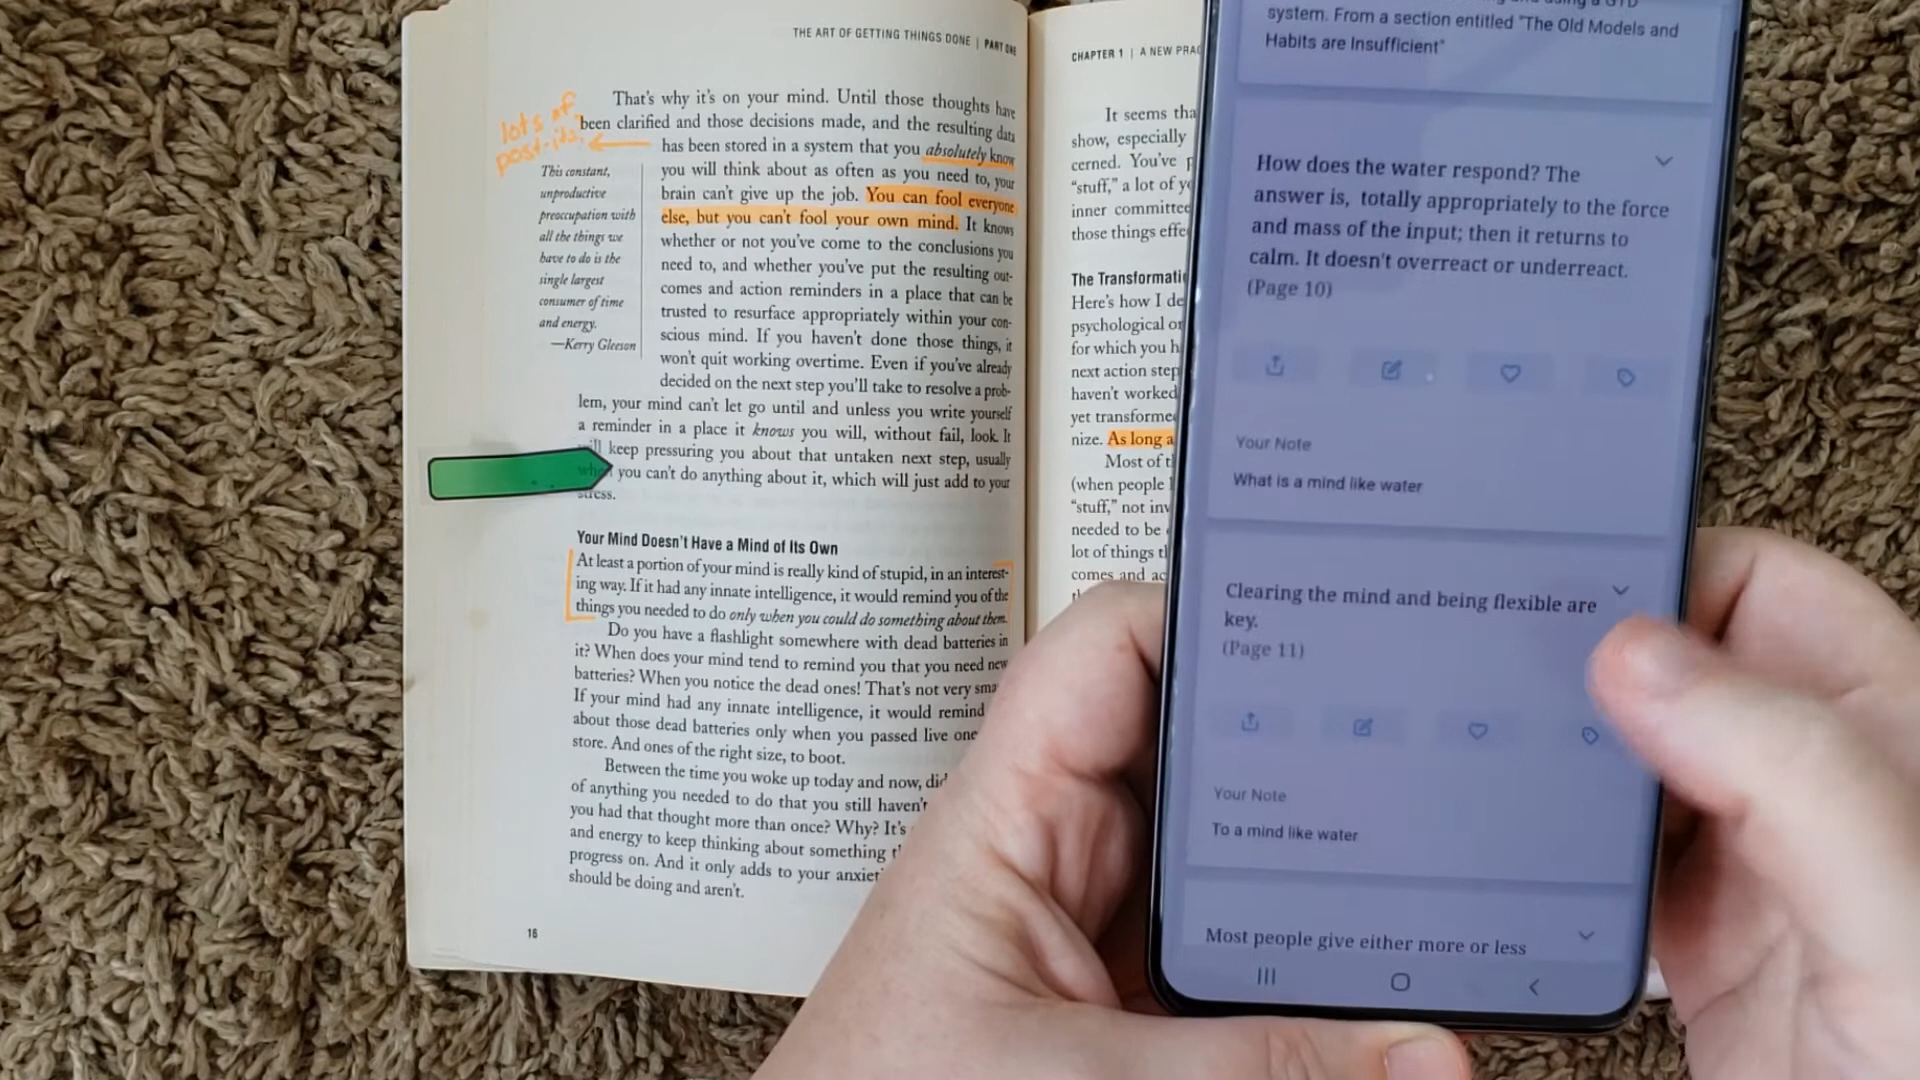 THE ART OF GETTING THINGS DONE | PART ONE
lots of
post-its!
That's why it's on your mind. Until those thoughts have
been clarified and those decisions made, and the resulting data
has been stored in a system that you absolutely know
you will think about as often as you need to, your
brain can't give up the job. You can fool everyone
else, but you can't fool your own mind. It knows
whether or not you've come to the conclusions you
need to, and whether you've put the resulting out-
comes and action reminders in a place that can be
trusted to resurface appropriately within your con-
scious mind. If you haven't done those things, it
won't quit working overtime. Even if you've already
decided on the next step you'll take to resolve a prob-
lem, your mind can't let go until and unless you write yourself
a reminder in a place it knows you will, without fail, look. It
will keep pressuring you about that untaken next step, usually
when you can't do anything about it, which will just add to your
stress.
This constant,
unproductive
preoccupation with
all the things we
have to do is the
single largest
consumer of time
and energy.
—Kerry Gleeson
Your Mind Doesn't Have a Mind of Its Own
At least a portion of your mind is really kind of stupid, in an interest-
ing way. If it had any innate intelligence, it would remind you of the
things you needed to do only when you could do something about them.
Do you have a flashlight somewhere with dead batteries in
it? When does your mind tend to remind you that you need new
batteries? When you notice the dead ones! That's not very
If your mind had any innate intelligence, it would remind
about those dead batteries only when you passed live
store. And ones of the right size, to boot.
Between the time you woke up today and now, did
of anything you needed to do that you still haven't
you had that thought more than once? Why? It's
and energy to keep thinking about something
progress on. And it only adds to your
should be doing and aren't.
16
CHAPTER 1 | A NEW
It seems
show, especially
cerned. You've
"stuff," a lot of
inner
those things
The
Here's how I
psychological
for which you
next action step
haven't worked
yet
nize. As long
Most of
(when people
"stuff," not
needed to be
lot of things
comes and
using a GTD
system. From a section entitled "The Old Models and
Habits are Insufficient"
How does the water respond? The
answer is, totally appropriately to the force
and mass of the input; then it returns to
calm. It doesn't overreact or underreact.
(Page 10)
Your Note
What is a mind like water
Clearing the mind and being flexible are
key.
(Page 11)
Your Note
To a mind like water
Most people give either more or less